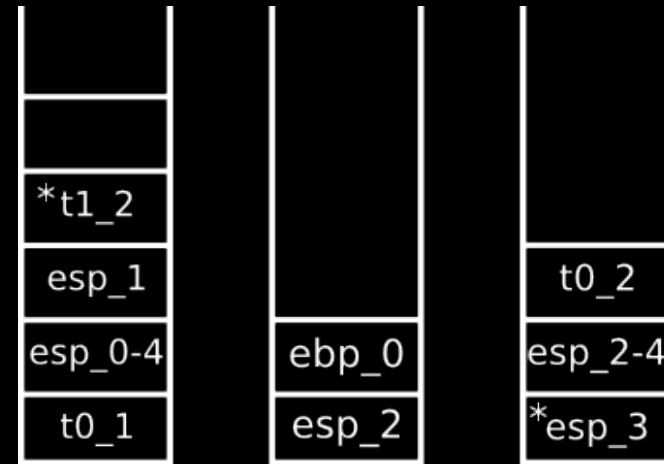 *t1_2
esp_1
esp_0-4
t0_1
ebp_0
esp_2
t0_2
esp_2-4
*esp_3